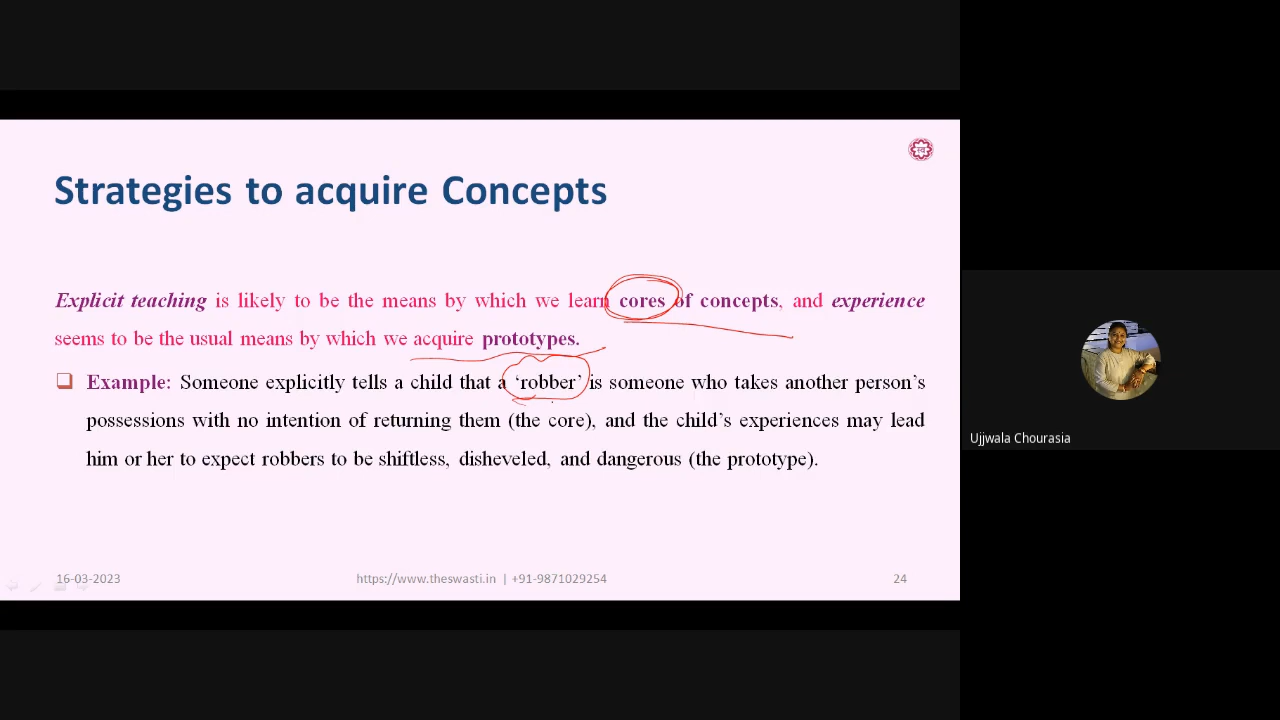 Strategies to acquire Concepts
Explicit teaching is likely to be the means by which we learn cores of concepts, and experience
seems to be the usual means by which we acquire prototypes.
Example: Someone explicitly tells a child that a ‘robber’ is someone who takes another person’s
possessions with no intention of returning them (the core), and the child’s experiences may lead
him or her to expect robbers to be shiftless, disheveled, and dangerous (the prototype).
Ujjwala Chourasia
16-03-2023
https://www.theswasti.in | +91-9871029254
24